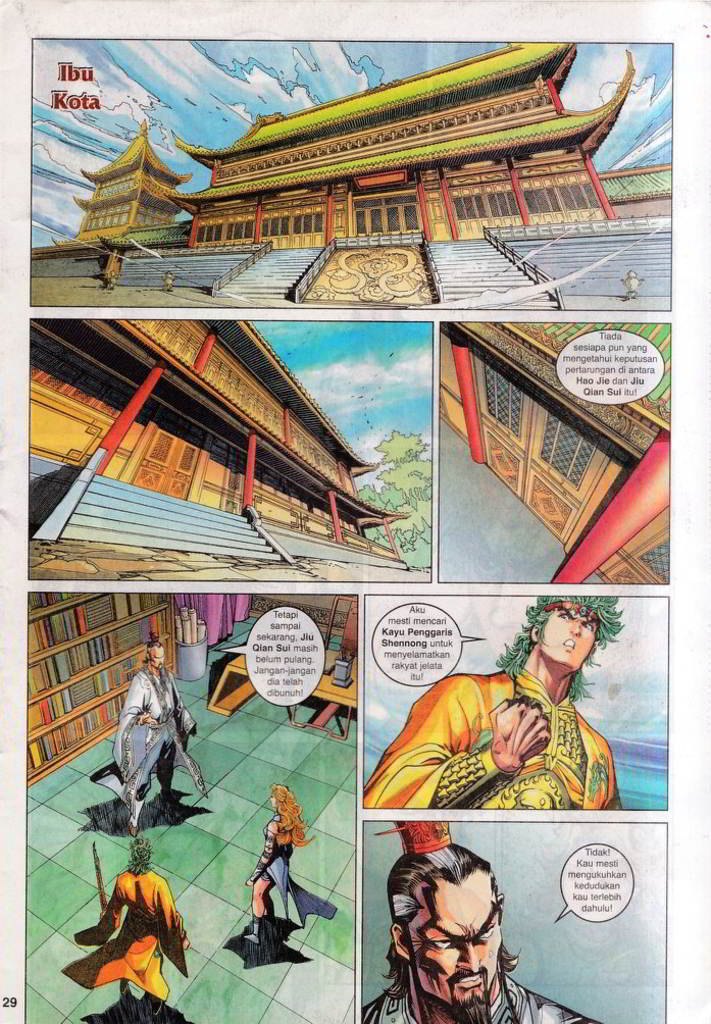 Ibu
Kota
Tiada
sesiapa pun yang
mengetahui keputusan
pertarungan di antara
Hao Jie dan Jiu
Qian Sui itu!
Tetapi
sampai
sekarang, Jiu
Qian Sui masih
belum pulang.
Jangan-jangan
dia telah
dibunuh!
Aku
mesti mencari
Kayu Penggaris
Shennong untuk
menyelamatkan
rakyat jelata
itu!
Tidak!
Kau mesti
mengukuhkan
kedudukan
kau terlebih
dahulu!
29